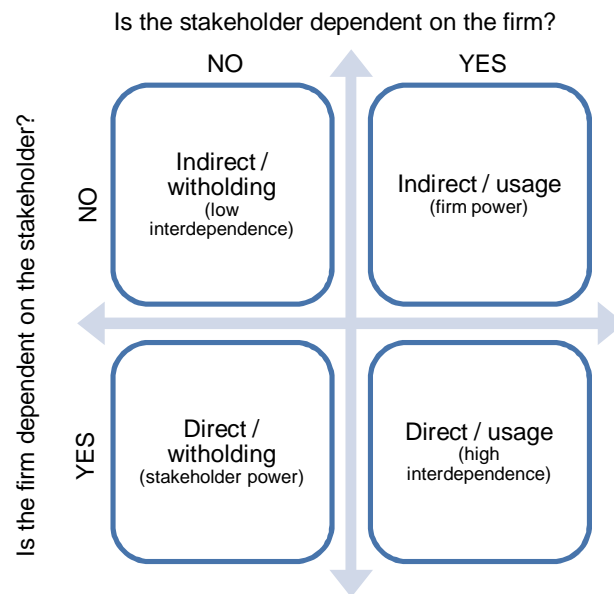 Is the stakeholder dependent on the firm?
NO
YES
Is the firm dependent on the stakeholder?
NO
Indirect /
witholding
(low
interdependence)
Indirect / usage
(firm power)
YES
Direct /
witholding
(stakeholder power)
Direct / usage
(high
interdependence)